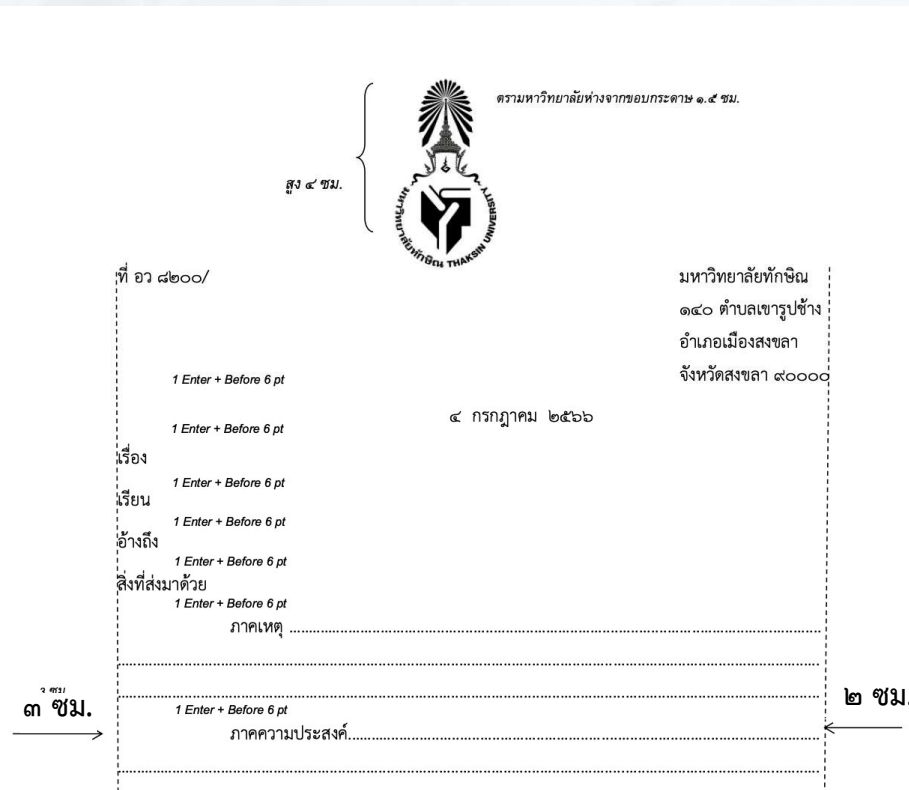 ตรามหาวิทยาลัยห่างจากขอบกระดาษ ๑.๕ ซม.
สูง ๔ ซม.
มหาวิทยาลัยทักษิณ THAKSIN UNIVERSITY
ที่ อว ๘๒๐๐/ มหาวิทยาลัยทักษิณ
๑๔๐ ตำบลเขารูปช้าง
อำเภอเมืองสงขลา
1 Enter + Before 6 pt จังหวัดสงขลา ๙๐๐๐๐
๔ กรกฎาคม ๒๕๖๖
1 Enter + Before 6 pt
เรื่อง
1 Enter + Before 6 pt
เรียน
1 Enter + Before 6 pt
อ้างถึง
1 Enter + Before 6 pt
สิ่งที่ส่งมาด้วย
1 Enter + Before 6 pt
ภาคเหตุ ..........
๓ ซม. ๒ ซม.
1 Enter + Before 6 pt
ภาคความประสงค์..........